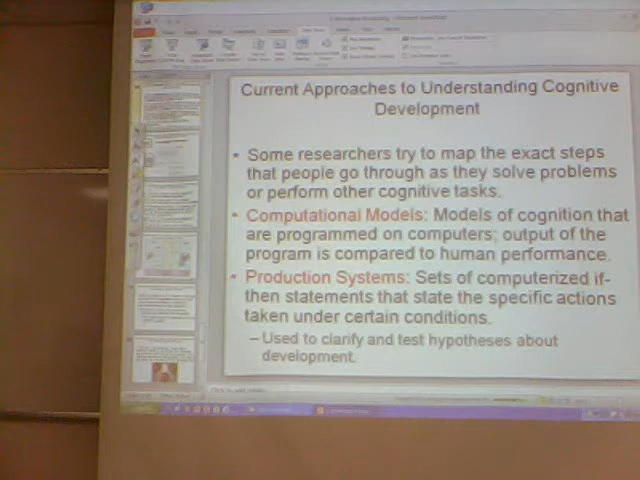 Current Approaches to Understanding Cognitive
Development
• Some researchers try to map the exact steps
that people go through as they solve problems
or perform other cognitive tasks.
• Computational Models: Models of cognition that
are programmed on computers; output of the
program is compared to human performance.
• Production Systems: Sets of computerized if-
then statements that state the specific actions
taken under certain conditions.
– Used to clarify and test hypotheses about
development.